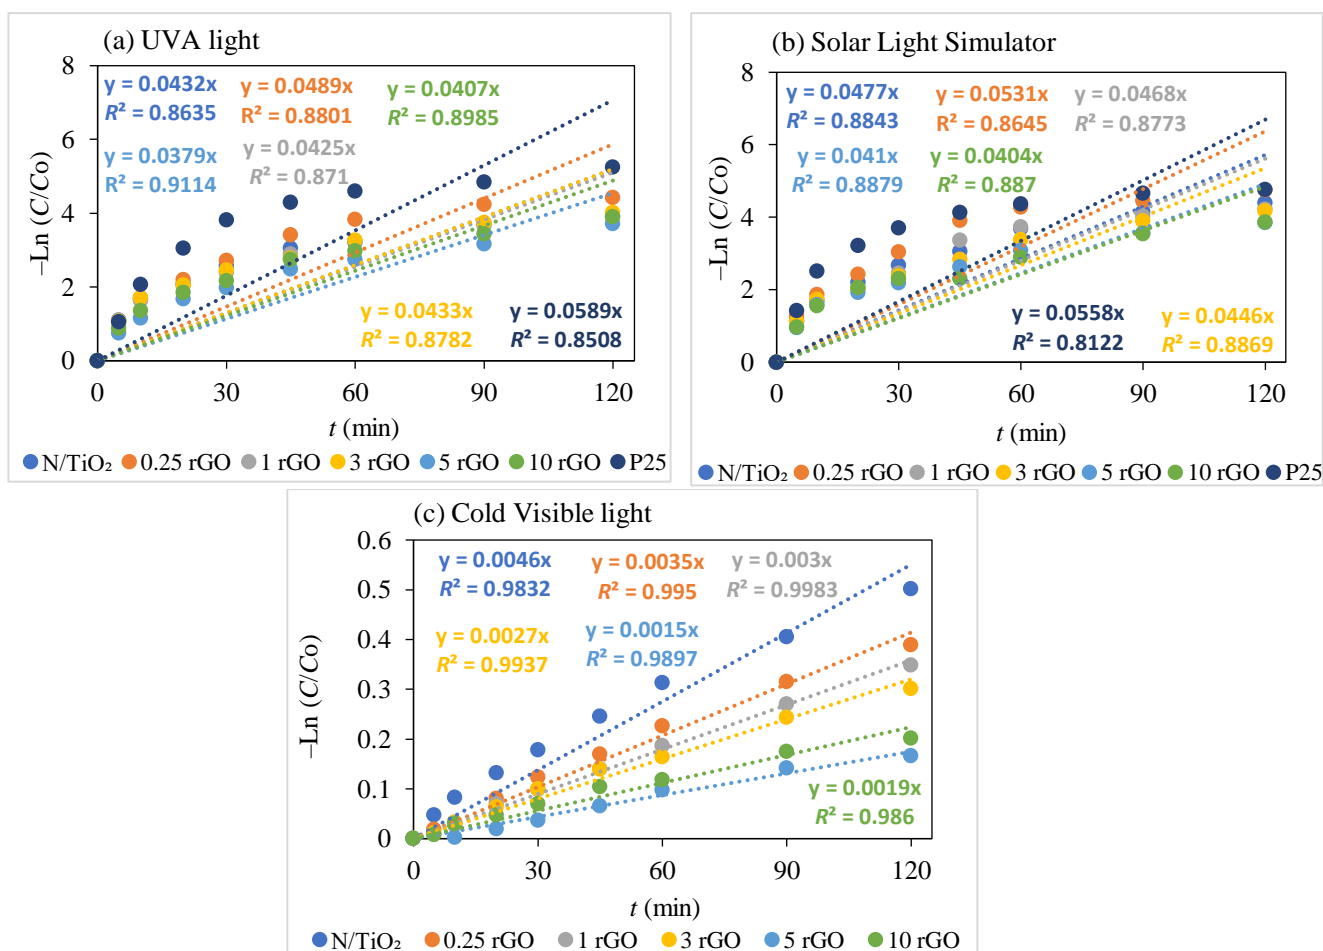 (a) UVA light
8
6
4
2
0
–Ln (C/Co)
y = 0.0432x
R² = 0.8635
y = 0.0489x
R² = 0.8801
y = 0.0407x
R² = 0.8985
y = 0.0379x
R² = 0.9114
y = 0.0425x
R² = 0.871
y = 0.0433x
R² = 0.8782
y = 0.0589x
R² = 0.8508
0 30 60 90 120
t (min)
N/TiO₂ 0.25 rGO 1 rGO 3 rGO 5 rGO 10 rGO P25
(b) Solar Light Simulator
8
6
4
2
0
–Ln (C/Co)
y = 0.0477x
R² = 0.8843
y = 0.0531x
R² = 0.8645
y = 0.0468x
R² = 0.8773
y = 0.041x
R² = 0.8879
y = 0.0404x
R² = 0.887
y = 0.0558x
R² = 0.8122
y = 0.0446x
R² = 0.8869
0 30 60 90 120
t (min)
N/TiO₂ 0.25 rGO 1 rGO 3 rGO 5 rGO 10 rGO P25
(c) Cold Visible light
0.6
0.5
0.4
0.3
0.2
0.1
0
–Ln (C/Co)
y = 0.0046x
R² = 0.9832
y = 0.0035x
R² = 0.995
y = 0.003x
R² = 0.9983
y = 0.0027x
R² = 0.9937
y = 0.0015x
R² = 0.9897
y = 0.0019x
R² = 0.986
0 30 60 90 120
t (min)
N/TiO₂ 0.25 rGO 1 rGO 3 rGO 5 rGO 10 rGO